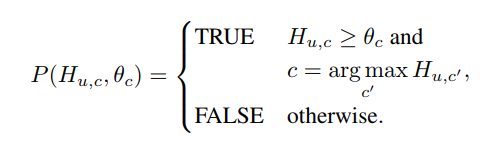 TRUE H_{u,c} ≥ θ_c and
P(H_{u,c}, θ_c) = { c = arg max_{c'} H_{u,c'},
FALSE otherwise.